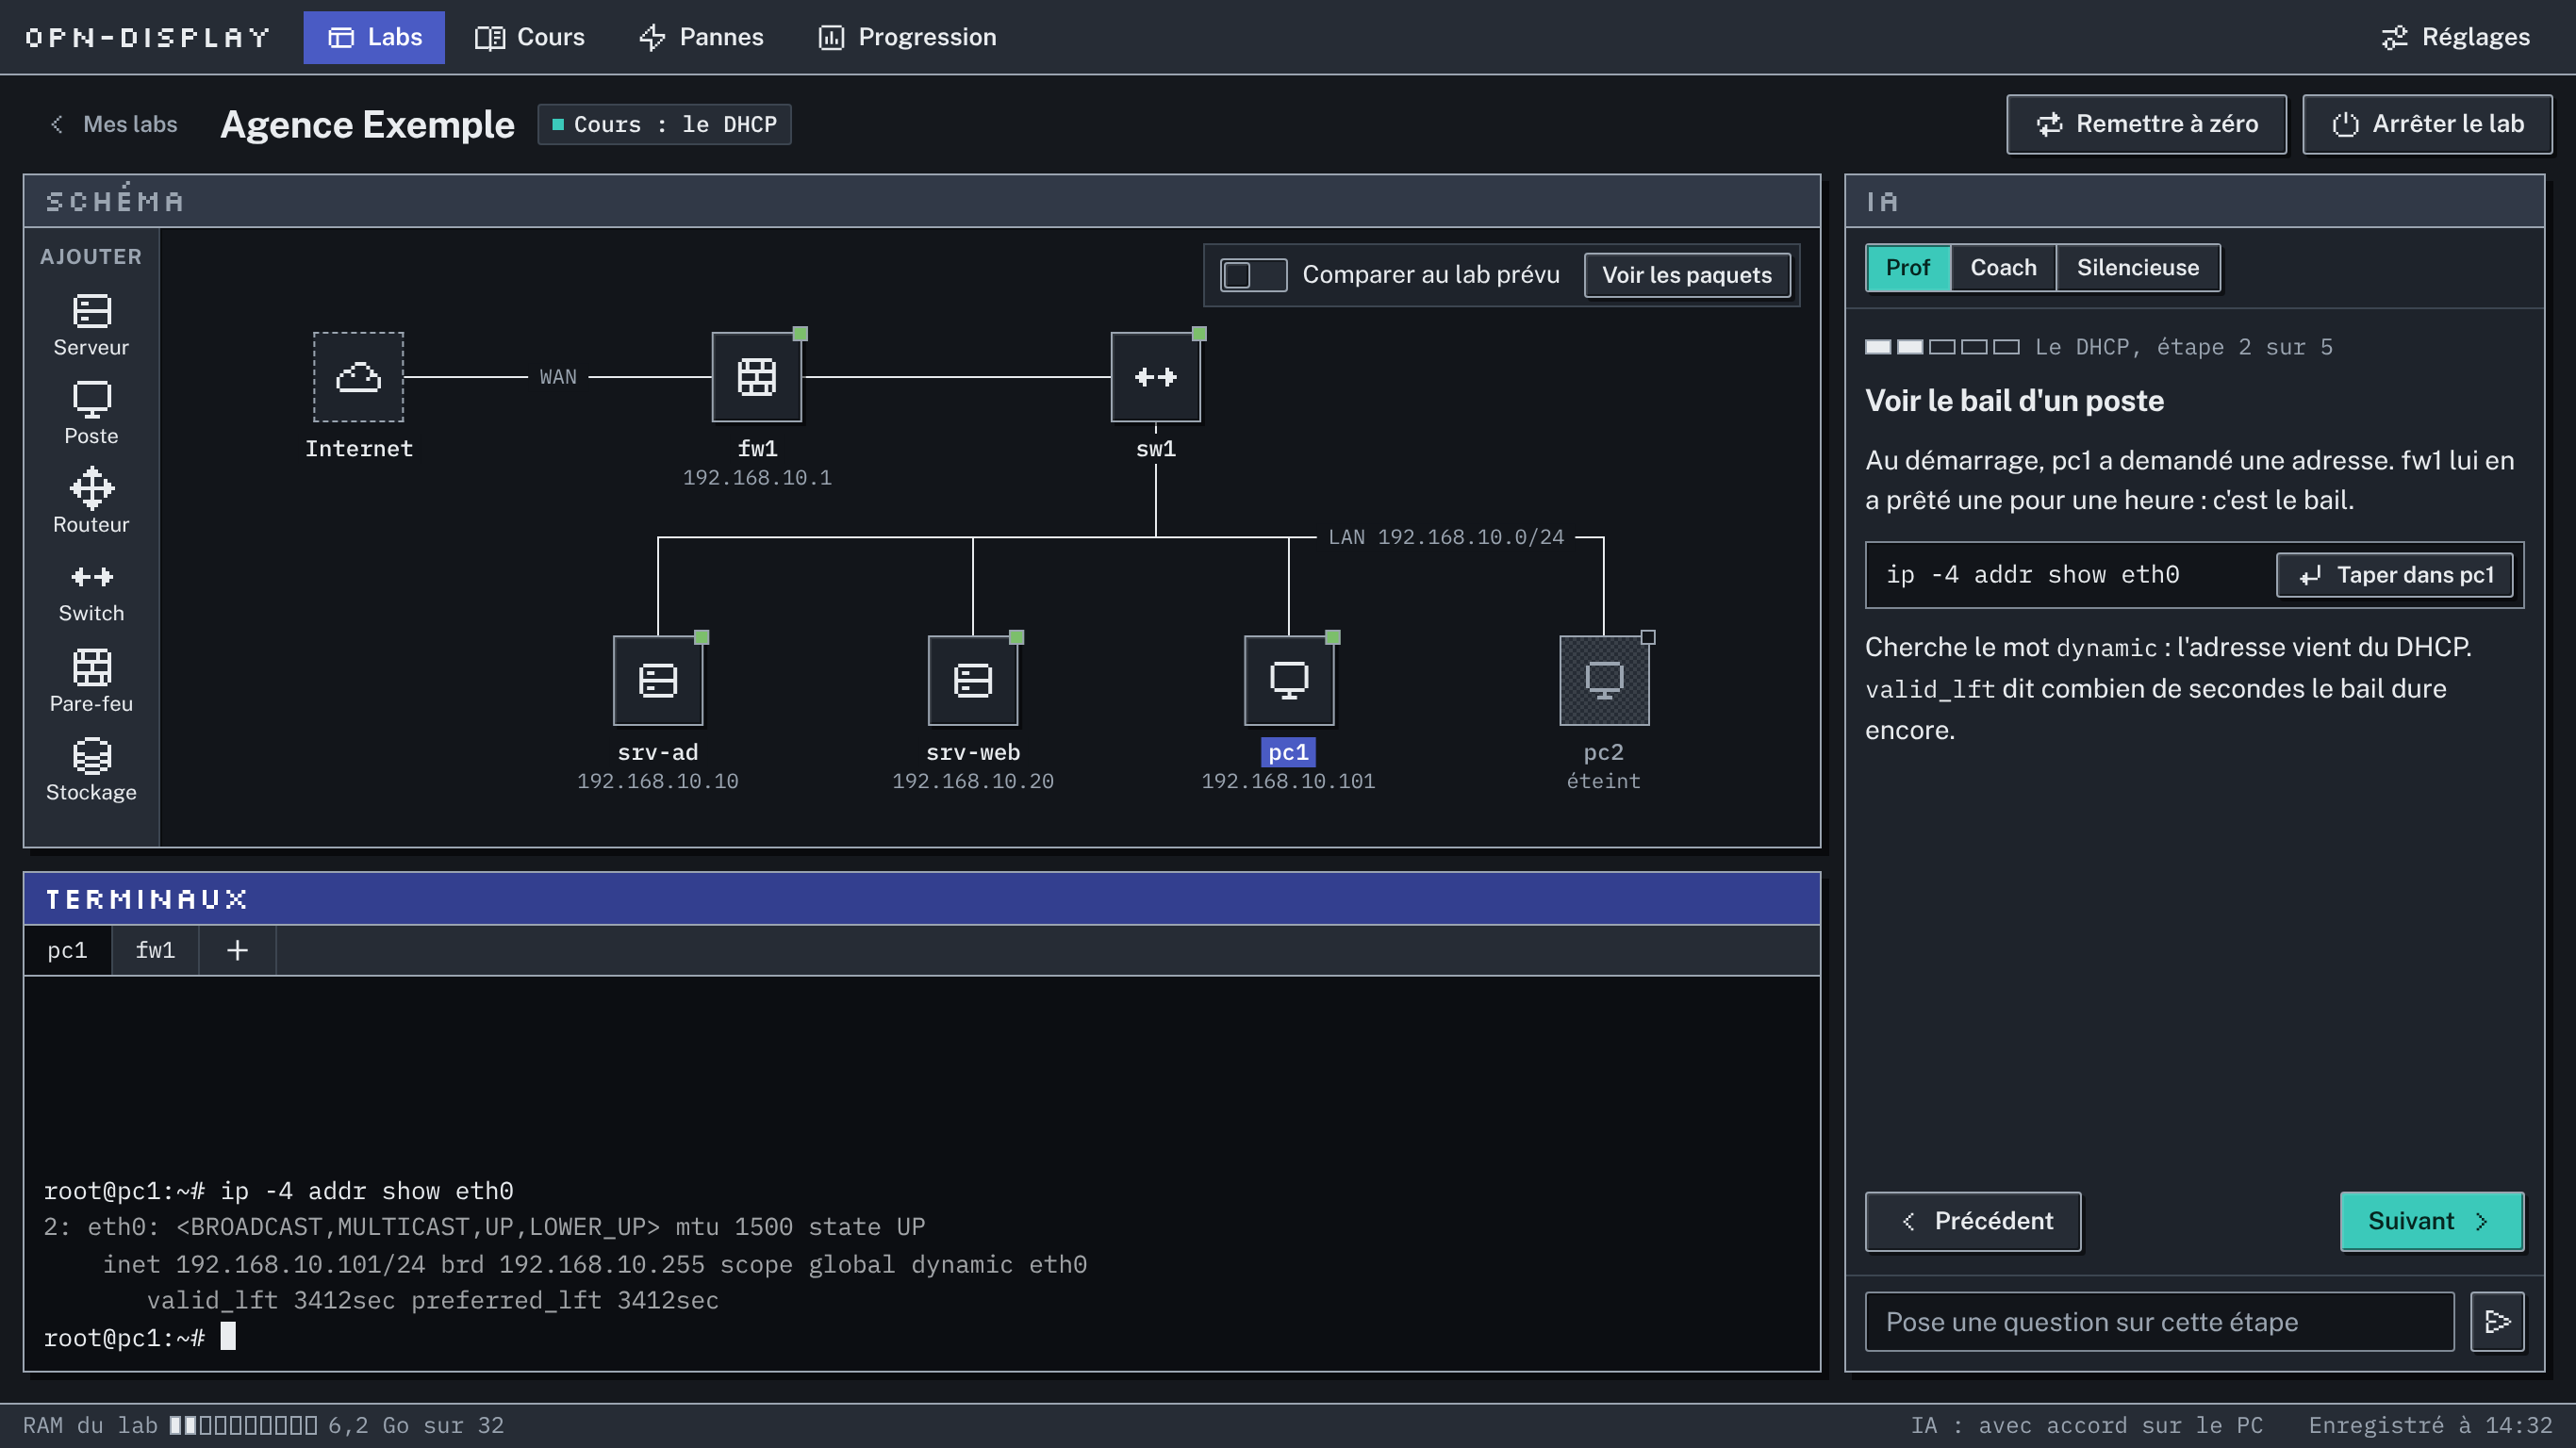 OPN-DISPLAY
Labs
Cours
Pannes
Progression
Réglages
Mes labs
Agence Exemple
Cours : le DHCP
Remettre à zéro
Arrêter le lab
SCHÉMA
AJOUTER
Serveur
Poste
Routeur
Switch
Pare-feu
Stockage
Comparer au lab prévu
Voir les paquets
Internet
WAN
fw1
192.168.10.1
sw1
LAN 192.168.10.0/24
srv-ad
192.168.10.10
srv-web
192.168.10.20
pc1
192.168.10.101
pc2
éteint
TERMINAUX
pc1
fw1
+
root@pc1:~# ip -4 addr show eth0
2: eth0: <BROADCAST,MULTICAST,UP,LOWER_UP> mtu 1500 state UP
inet 192.168.10.101/24 brd 192.168.10.255 scope global dynamic eth0
valid_lft 3412sec preferred_lft 3412sec
root@pc1:~#
IA
Prof
Coach
Silencieuse
Le DHCP, étape 2 sur 5
Voir le bail d'un poste
Au démarrage, pc1 a demandé une adresse. fw1 lui en
a prêté une pour une heure : c'est le bail.
ip -4 addr show eth0
Taper dans pc1
Cherche le mot dynamic : l'adresse vient du DHCP.
valid_lft dit combien de secondes le bail dure
encore.
Précédent
Suivant
Pose une question sur cette étape
RAM du lab
6,2 Go sur 32
IA : avec accord sur le PC
Enregistré à 14:32